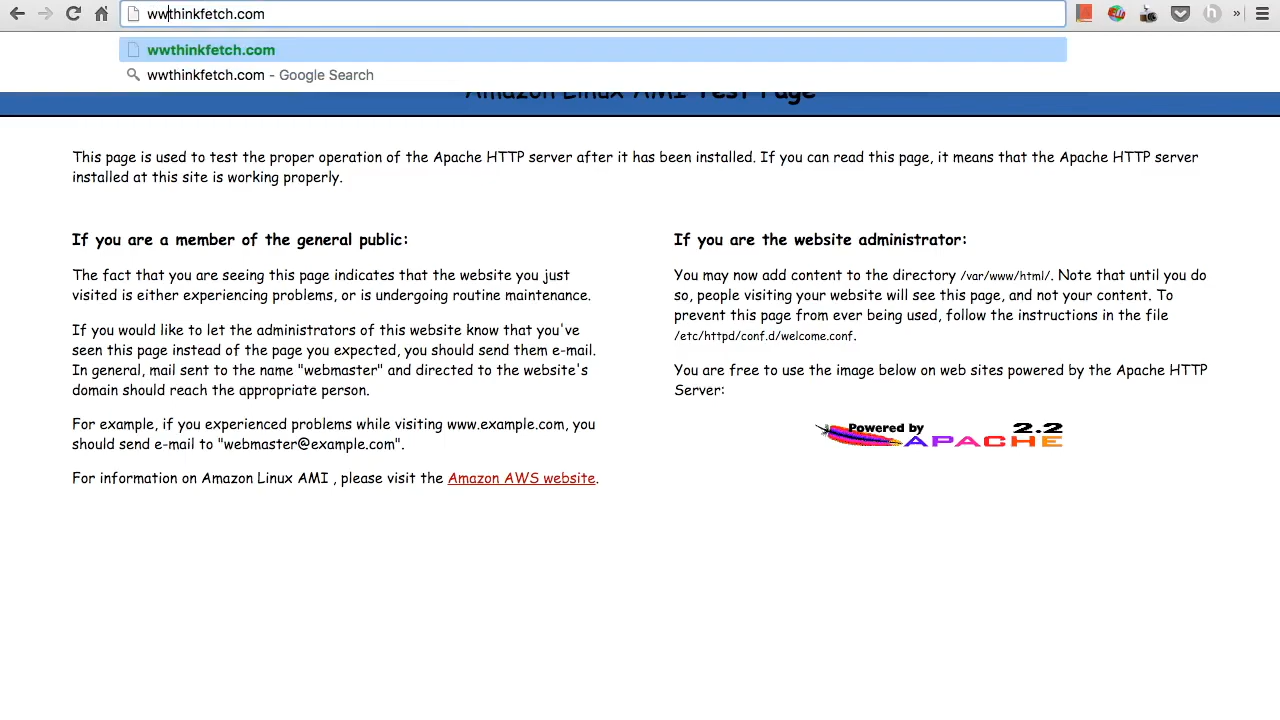 wwthinkfetch.com
wwthinkfetch.com
wwthinkfetch.com - Google Search
Amazon Linux AMI Test Page
This page is used to test the proper operation of the Apache HTTP server after it has been installed. If you can read this page, it means that the Apache HTTP server
installed at this site is working properly.
If you are a member of the general public:
The fact that you are seeing this page indicates that the website you just
visited is either experiencing problems, or is undergoing routine maintenance.
If you would like to let the administrators of this website know that you've
seen this page instead of the page you expected, you should send them e-mail.
In general, mail sent to the name "webmaster" and directed to the website's
domain should reach the appropriate person.
For example, if you experienced problems while visiting www.example.com, you
should send e-mail to "webmaster@example.com".
For information on Amazon Linux AMI , please visit the Amazon AWS website.
If you are the website administrator:
You may now add content to the directory /var/www/html/. Note that until you do
so, people visiting your website will see this page, and not your content. To
prevent this page from ever being used, follow the instructions in the file
/etc/httpd/conf.d/welcome.conf.
You are free to use the image below on web sites powered by the Apache HTTP
Server:
Powered by 2.2
APACHE